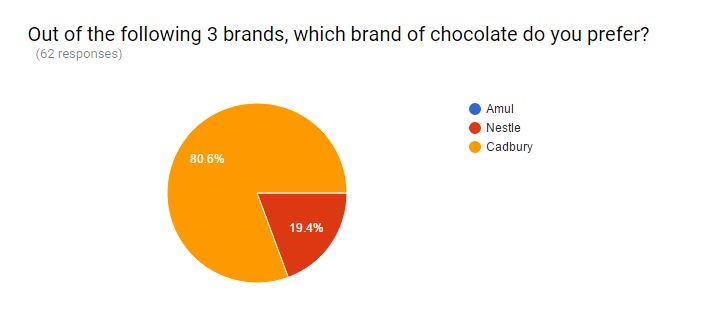 Out of the following 3 brands, which brand of chocolate do you prefer?
(62 responses)
Amul
Nestle
Cadbury
80.6%
19.4%